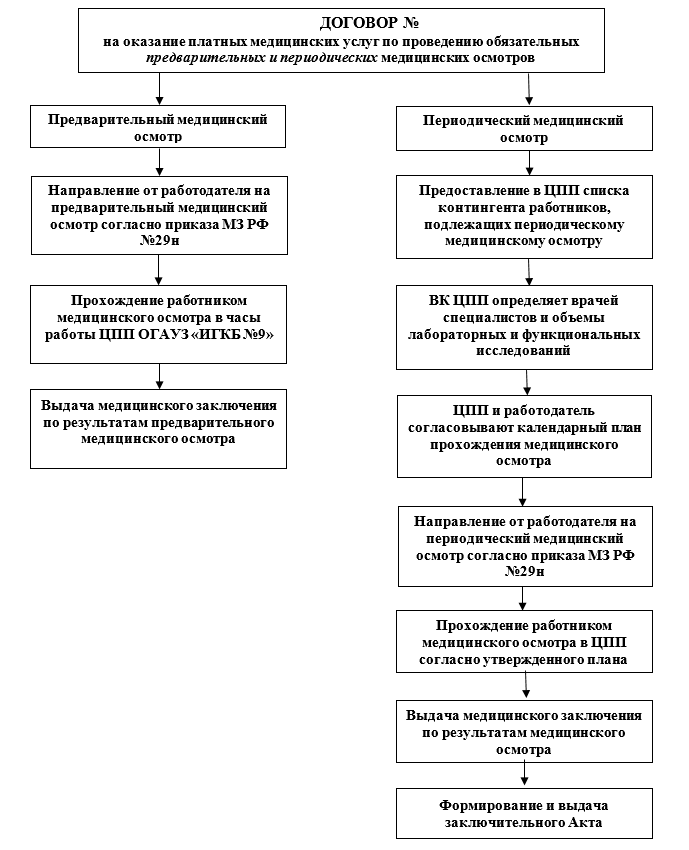 ДОГОВОР №
на оказание платных медицинских услуг по проведению обязательных
предварительных и периодических медицинских осмотров
Предварительный медицинский
осмотр
Направление от работодателя на
предварительный медицинский
осмотр согласно приказа МЗ РФ
№29н
Прохождение работником
медицинского осмотра в часы
работы ЦПП ОГАУЗ «ИГКБ №9»
Выдача медицинского заключения
по результатам предварительного
медицинского осмотра
Периодический медицинский
осмотр
Предоставление в ЦПП списка
контингента работников,
подлежащих периодическому
медицинскому осмотру
ВК ЦПП определяет врачей
специалистов и объемы
лабораторных и функциональных
исследований
ЦПП и работодатель
согласовывают календарный план
прохождения медицинского
осмотра
Направление от работодателя на
периодический медицинский
осмотр согласно приказа МЗ РФ
№29н
Прохождение работником
медицинского осмотра в ЦПП
согласно утвержденного плана
Выдача медицинского заключения
по результатам медицинского
осмотра
Формирование и выдача
заключительного Акта